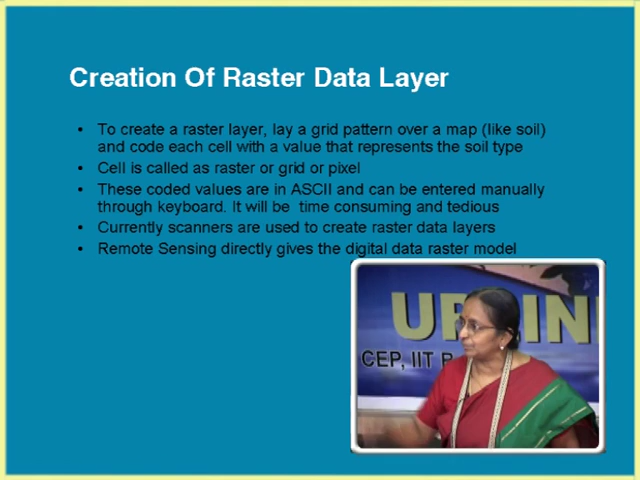 Creation Of Raster Data Layer
• To create a raster layer, lay a grid pattern over a map (like soil)
and code each cell with a value that represents the soil type
• Cell is called as raster or grid or pixel
• These coded values are in ASCII and can be entered manually
through keyboard. It will be  time consuming and tedious
• Currently scanners are used to create raster data layers
• Remote Sensing directly gives the digital data raster model
CEP, IIT